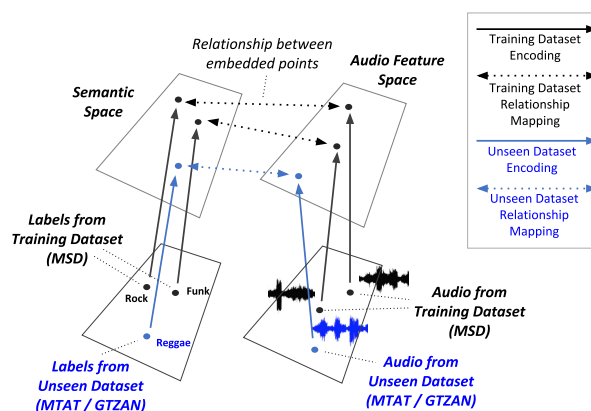 Relationship between
embedded points
Audio Feature
Space
Semantic
Space
Training Dataset
Encoding
Training Dataset
Relationship
Mapping
Unseen Dataset
Encoding
Unseen Dataset
Relationship
Mapping
Labels from
Training Dataset
(MSD)
Rock
Funk
Reggae
Audio from
Training Dataset
(MSD)
Labels from
Unseen Dataset
(MTAT / GTZAN)
Audio from
Unseen Dataset
(MTAT / GTZAN)